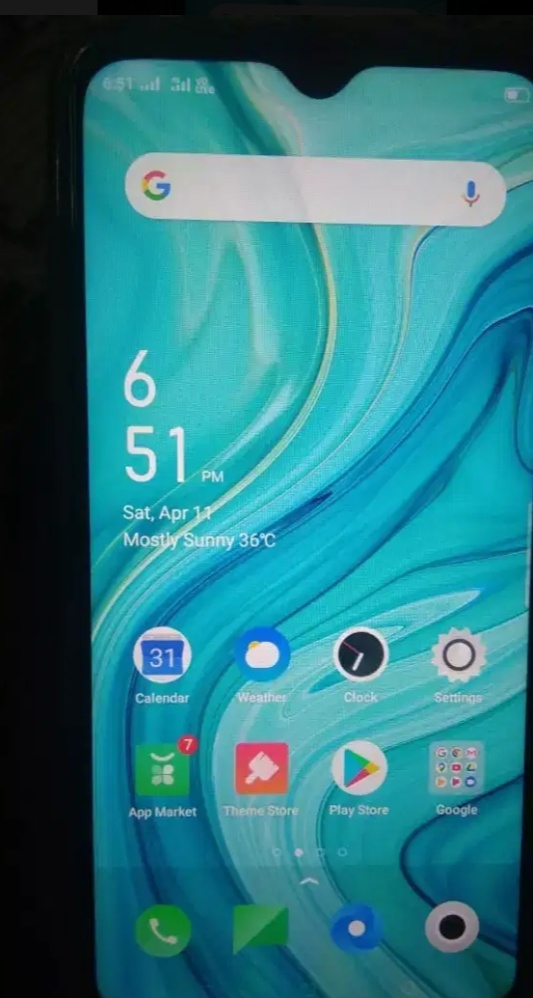 6:51
6
51 PM
Sat, Apr 11
Mostly Sunny 36°C
31
Calendar Weather Clock Settings
7
App Market Theme Store Play Store Google